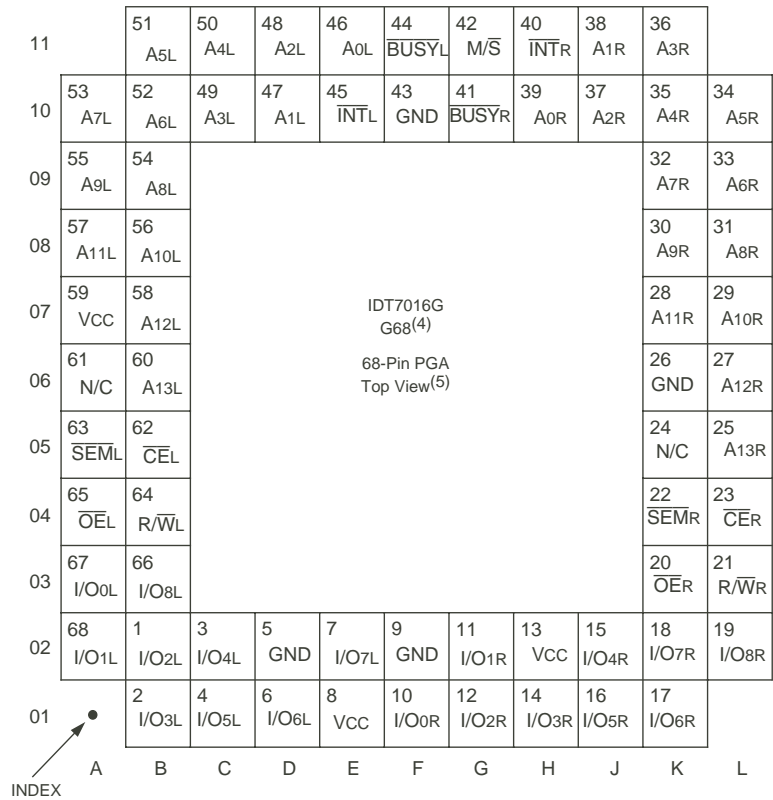 11
51 50 48 46 44 42 40 38 36
A5L A4L A2L A0L BUSYL M/S INTR A1R A3R
10
53 52 49 47 45 43 41 39 37 35 34
A7L A6L A3L A1L INTL GND BUSYR A0R A2R A4R A5R
09
55 54 32 33
A9L A8L A7R A6R
08
57 56 30 31
A11L A10L A9R A8R
07
59 58 28 29
VCC A12L A11R A10R
IDT7016G
G68(4)
68-Pin PGA
Top View(5)
06
61 60 26 27
N/C A13L GND A12R
05
63 62 24 25
SEML CEL N/C A13R
04
65 64 22 23
OEL R/WL SEMR CER
03
67 66 20 21
I/O0L I/O8L OER R/WR
02
68 1 3 5 7 9 11 13 15 18 19
I/O1L I/O2L I/O4L GND I/O7L GND I/O1R VCC I/O4R I/O7R I/O8R
01
2 4 6 8 10 12 14 16 17
I/O3L I/O5L I/O6L VCC I/O0R I/O2R I/O3R I/O5R I/O6R
A B C D E F G H J K L
INDEX